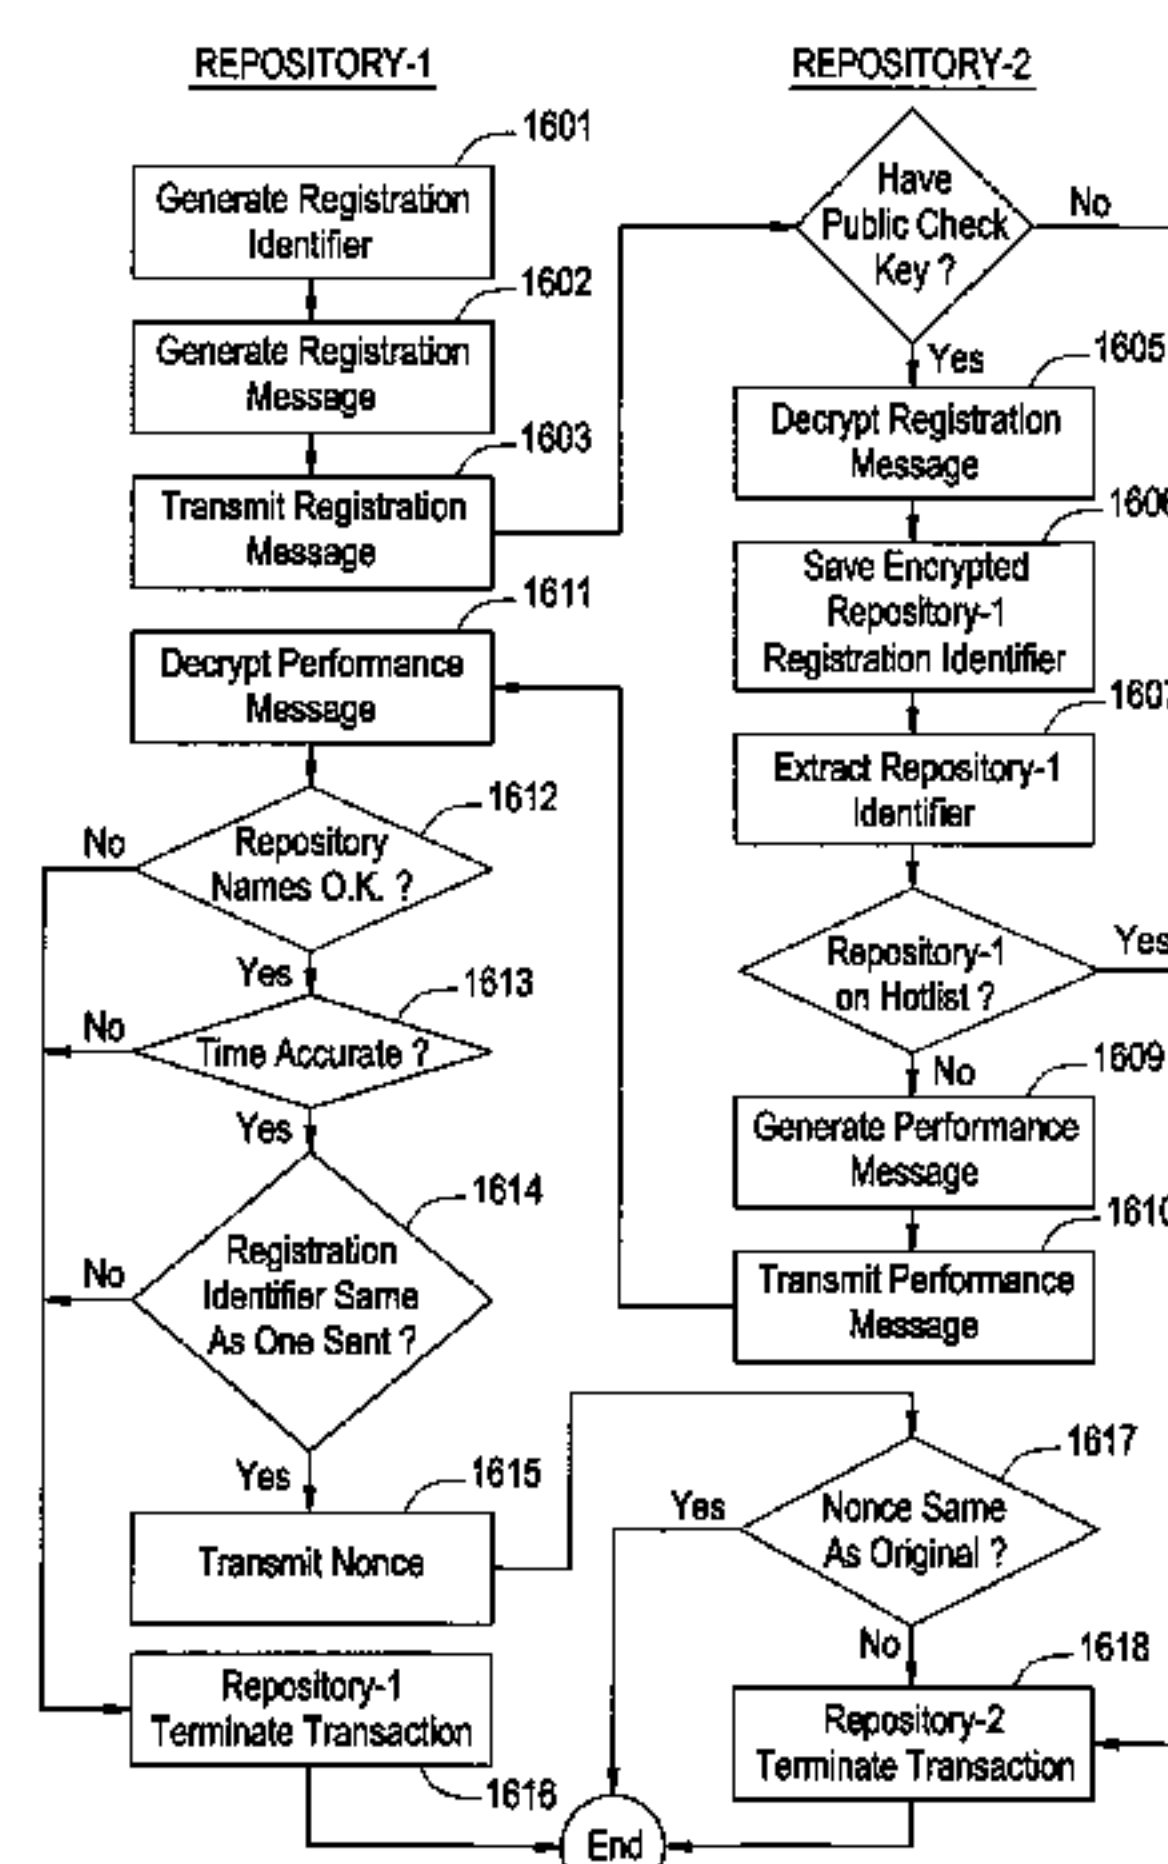 REPOSITORY-1
1601
Generate Registration
Identifier
1602
Generate Registration
Message
1603
Transmit Registration
Message
1611
Decrypt Performance
Message
1612
Repository
Names O.K. ?
No
Yes
1613
Time Accurate ?
No
Yes
1614
Registration
Identifier Same
As One Sent ?
No
Yes
1615
Transmit Nonce
Repository-1
Terminate Transaction
1616
REPOSITORY-2
Have
Public Check
Key ?
No
Yes
1605
Decrypt Registration
Message
1606
Save Encrypted
Repository-1
Registration Identifier
1607
Extract Repository-1
Identifier
Repository-1
on Hotlist ?
Yes
No
1609
Generate Performance
Message
1610
Transmit Performance
Message
1617
Nonce Same
As Original ?
Yes
No
1618
Repository-2
Terminate Transaction
End